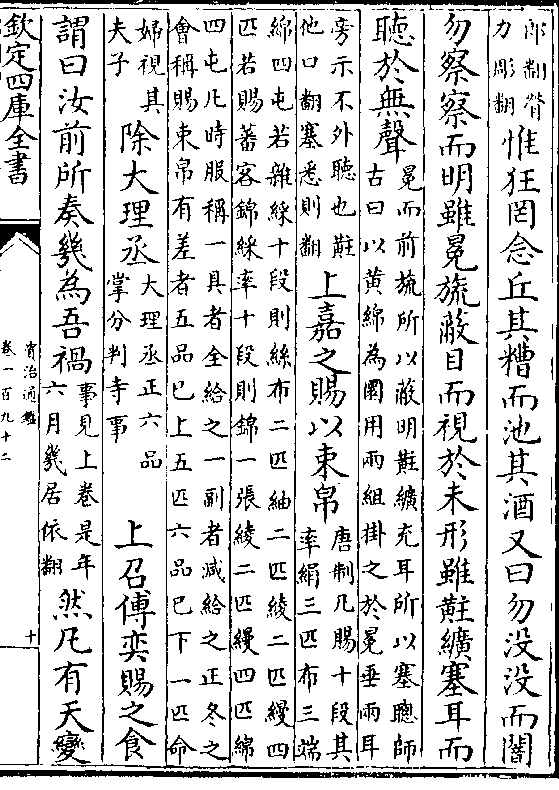 郎翻膋
力彫翻
惟狂罔念丘其糟而池其酒又曰勿没没而闇
勿察察而明雖冕旒蔽目而視於未形雖黈纊塞耳而
聽於無聲
冕而前旒所以蔽明黈纊充耳所以塞聰師
古曰以黄綿為圜用兩組掛之於冕垂兩耳
旁示不外聽也黈
他口翻塞悉則翻
上嘉之賜以束帛
唐制凡賜十段其
率絹三匹布三端
綿四屯若雜綵十段則絲布二匹紬二匹綾二匹縵四
匹若賜蕃客錦綵率十段則錦一張綾二匹縵四匹綿
四屯凡時服稱一具者全給之一副者減給之正冬之
會稱賜束帛有差者五品已上五匹六品已下一匹命
婦視其
夫子
除大理丞
大理丞正六品
掌分判寺事
上召傅奕賜之食
謂曰汝前所奏幾為吾禍
事見上卷是年
六月幾居依翻
然凡有天變
欽定四庫全書
資治通鑑
卷一百九十二
十